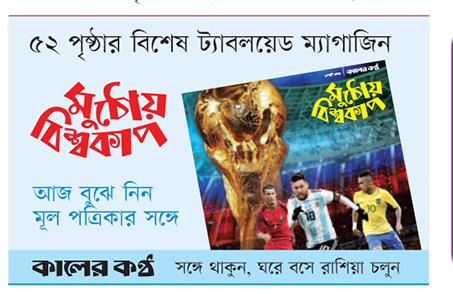 ৫২ পৃষ্ঠার বিশেষ ট্যাবলয়েড ম্যাগাজিন
মুঠোয়
বিশ্বকাপ
আজ বুঝে নিন
মূল পত্রিকার সঙ্গে
কালের কণ্ঠ
মুঠোয়
বিশ্বকাপ
কালের কণ্ঠ সঙ্গে থাকুন, ঘরে বসে রাশিয়া চলুন